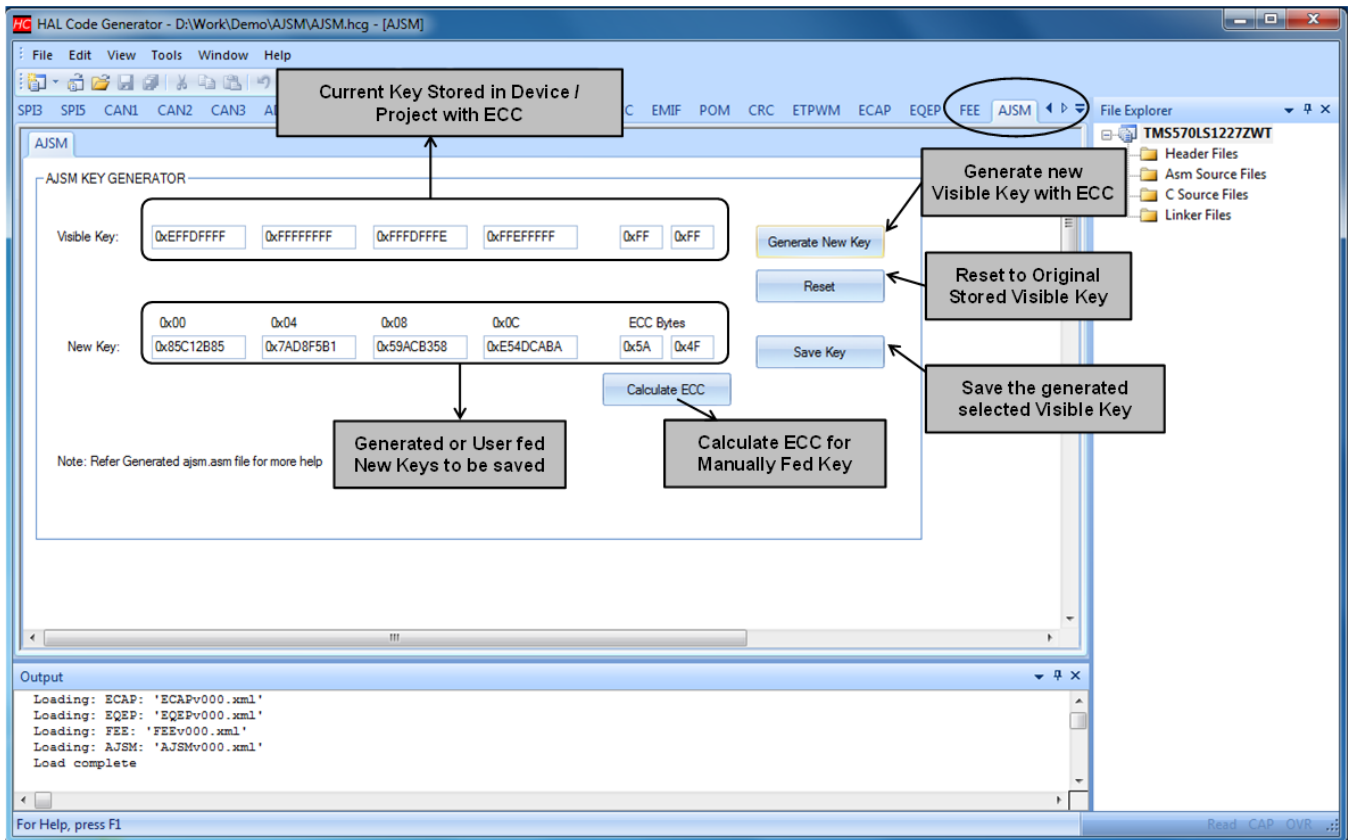 HC HAL Code Generator - D:\Work\Demo\AJSM\AJSM.hcg - [AJSM]
File Edit View Tools Window Help
Current Key Stored in Device /
Project with ECC
SPI3 SPI5 CAN1 CAN2 CAN3 EMIF POM CRC ETPWM ECAP EQEP FEE AJSM
File Explorer
TMS570LS1227ZWT
Header Files
Asm Source Files
C Source Files
Linker Files
AJSM
AJSM KEY GENERATOR
Generate new
Visible Key with ECC
Visible Key: 0xEFFDFFFF 0xFFFFFFFF 0xFFFDFFFE 0xFFEFFFFF 0xFF 0xFF
Generate New Key
Reset
Reset to Original
Stored Visible Key
0x00 0x04 0x08 0x0C ECC Bytes
New Key: 0x85C12B85 0x7AD8F5B1 0x59ACB358 0xE54DCABA 0x5A 0x4F
Save Key
Calculate ECC
Save the generated
selected Visible Key
Generated or User fed
New Keys to be saved
Calculate ECC for
Manually Fed Key
Note: Refer Generated ajsm.asm file for more help
Output
Loading: ECAP: 'ECAPv000.xml'
Loading: EQEP: 'EQEPv000.xml'
Loading: FEE: 'FEEv000.xml'
Loading: AJSM: 'AJSMv000.xml'
Load complete
For Help, press F1
Read CAP OVR